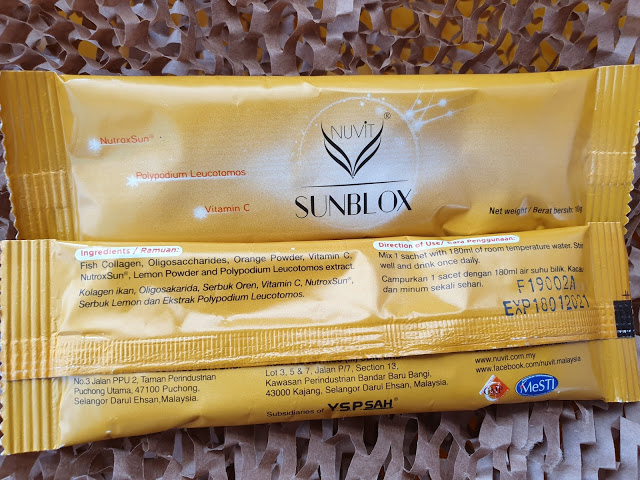 NUVIT®
NutroxSun®
Polypodium Leucotomos
Vitamin C
SUNBLOX
Net weight / Berat bersih: 10g
Ingredients / Ramuan:
Fish Collagen, Oligosaccharides, Orange Powder, Vitamin C,
NutroxSun®, Lemon Powder and Polypodium Leucotomos extract.
Kolagen ikan, Oligosakarida, Serbuk Oren, Vitamin C, NutroxSun®,
Serbuk Lemon dan Ekstrak Polypodium Leucotomos.
Direction of Use/ Cara Penggunaan:
Mix 1 sachet with 180ml of room temperature water. Stir
well and drink once daily.
Campurkan 1 sacet dengan 180ml air suhu bilik. Kacau
dan minum sekali sehari.
F19002A
EXP18012021
No.3 Jalan PPU 2, Taman Perindustrian
Puchong Utama, 47100 Puchong,
Selangor Darul Ehsan, Malaysia.
Lot 3, 5 & 7, Jalan P/7, Section 13,
Kawasan Perindustrian Bandar Baru Bangi,
43000 Kajang, Selangor Darul Ehsan, Malaysia.
Subsidiaries of YSPSAH®
www.nuvit.com.my
www.facebook.com/nuvit.malaysia
MeSTI